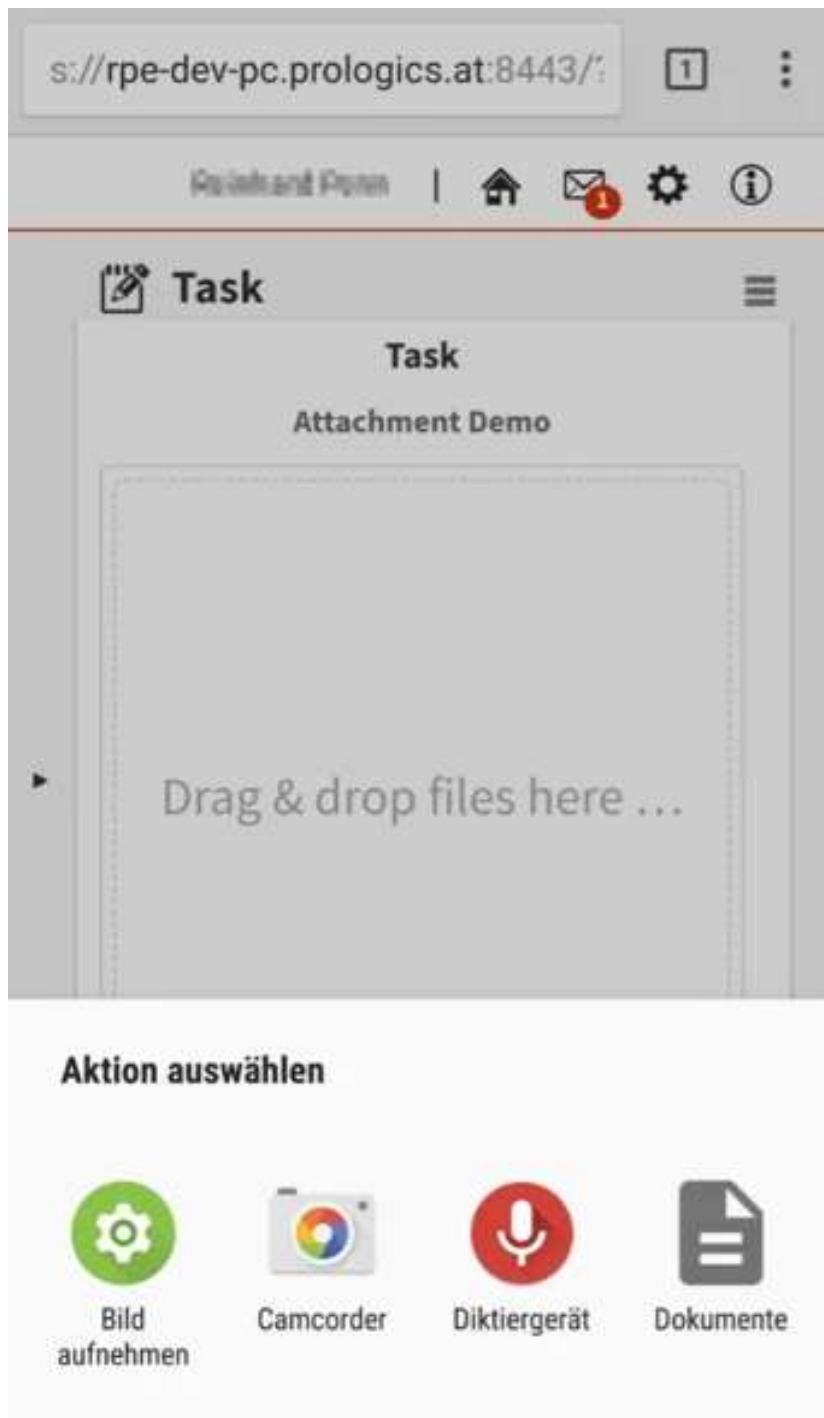 s://rpe-dev-pc.prologics.at:8443/?
1
|
1
Task
Task
Attachment Demo
Drag & drop files here ...
Aktion auswählen
Bild
aufnehmen
Camcorder
Diktiergerät
Dokumente